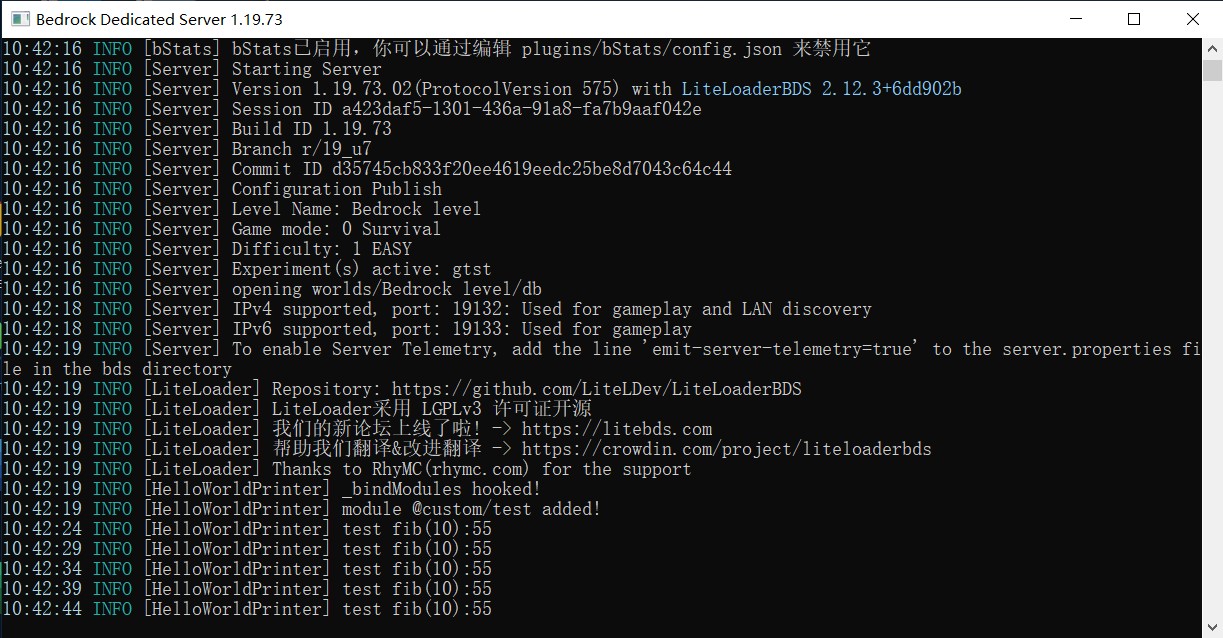 Bedrock Dedicated Server 1.19.73
10:42:16 INFO [bStats] bStats已启用，你可以通过编辑 plugins/bStats/config.json 来禁用它
10:42:16 INFO [Server] Starting Server
10:42:16 INFO [Server] Version 1.19.73.02(ProtocolVersion 575) with LiteLoaderBDS 2.12.3+6dd902b
10:42:16 INFO [Server] Session ID a423daf5-1301-436a-91a8-fa7b9aaf042e
10:42:16 INFO [Server] Build ID 1.19.73
10:42:16 INFO [Server] Branch r/19_u7
10:42:16 INFO [Server] Commit ID d35745cb833f20ee4619eedc25be8d7043c64c44
10:42:16 INFO [Server] Configuration Publish
10:42:16 INFO [Server] Level Name: Bedrock level
10:42:16 INFO [Server] Game mode: 0 Survival
10:42:16 INFO [Server] Difficulty: 1 EASY
10:42:16 INFO [Server] Experiment(s) active: gtst
10:42:16 INFO [Server] opening worlds/Bedrock level/db
10:42:18 INFO [Server] IPv4 supported, port: 19132: Used for gameplay and LAN discovery
10:42:18 INFO [Server] IPv6 supported, port: 19133: Used for gameplay
10:42:19 INFO [Server] To enable Server Telemetry, add the line 'emit-server-telemetry=true' to the server.properties fi
le in the bds directory
10:42:19 INFO [LiteLoader] Repository: https://github.com/LiteLDev/LiteLoaderBDS
10:42:19 INFO [LiteLoader] LiteLoader采用 LGPLv3 许可证开源
10:42:19 INFO [LiteLoader] 我们的新论坛上线了啦! -> https://litebds.com
10:42:19 INFO [LiteLoader] 帮助我们翻译&改进翻译 -> https://crowdin.com/project/liteloaderbds
10:42:19 INFO [LiteLoader] Thanks to RhyMC(rhymc.com) for the support
10:42:19 INFO [HelloWorldPrinter] _bindModules hooked!
10:42:19 INFO [HelloWorldPrinter] module @custom/test added!
10:42:24 INFO [HelloWorldPrinter] test fib(10):55
10:42:29 INFO [HelloWorldPrinter] test fib(10):55
10:42:34 INFO [HelloWorldPrinter] test fib(10):55
10:42:39 INFO [HelloWorldPrinter] test fib(10):55
10:42:44 INFO [HelloWorldPrinter] test fib(10):55